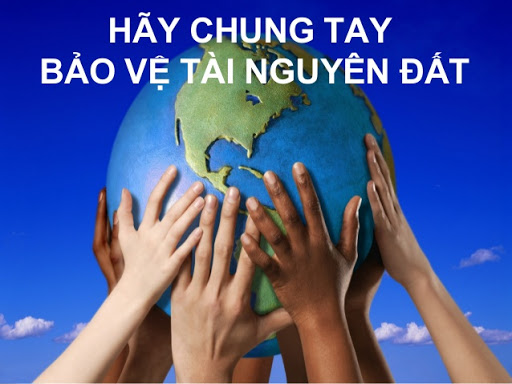 HÃY CHUNG TAY
BẢO VỆ TÀI NGUYÊN ĐẤT